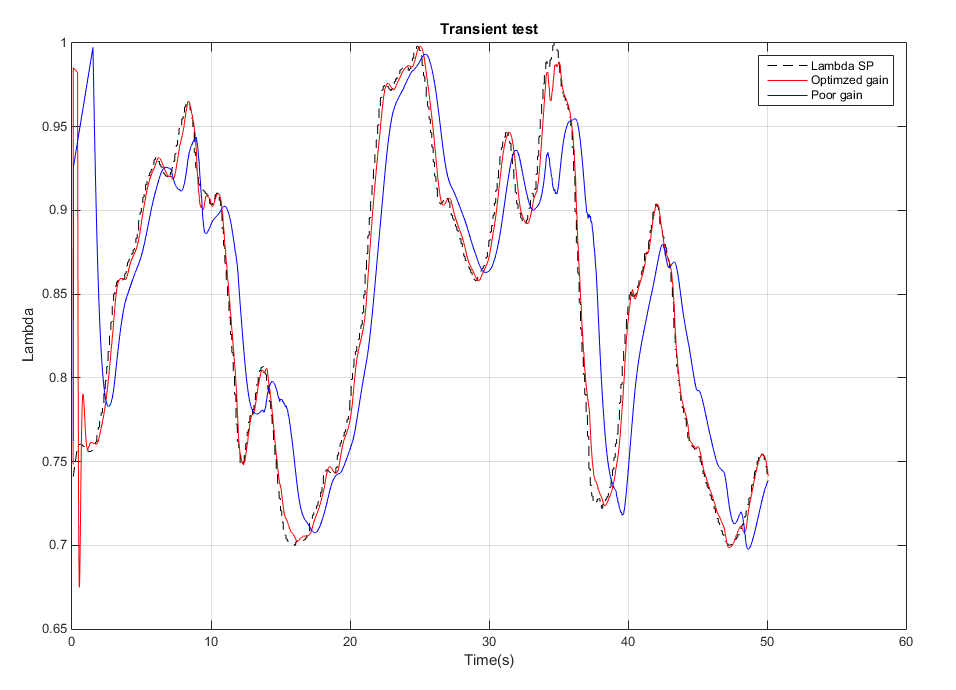 Transient test
Lambda SP
Optimzed gain
Poor gain
1
0.95
0.9
0.85
0.8
0.75
0.7
0.65
Lambda
0 10 20 30 40 50 60
Time(s)